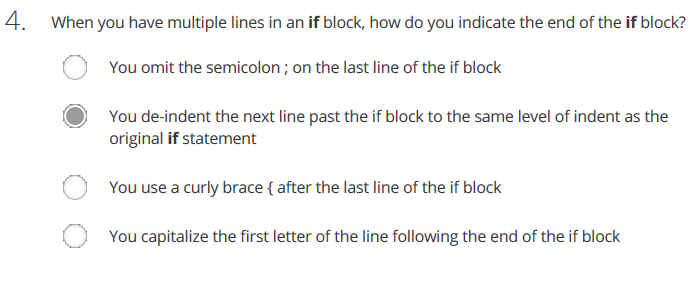 4. When you have multiple lines in an if block, how do you indicate the end of the if block?
You omit the semicolon ; on the last line of the if block
You de-indent the next line past the if block to the same level of indent as the
original if statement
You use a curly brace { after the last line of the if block
You capitalize the first letter of the line following the end of the if block